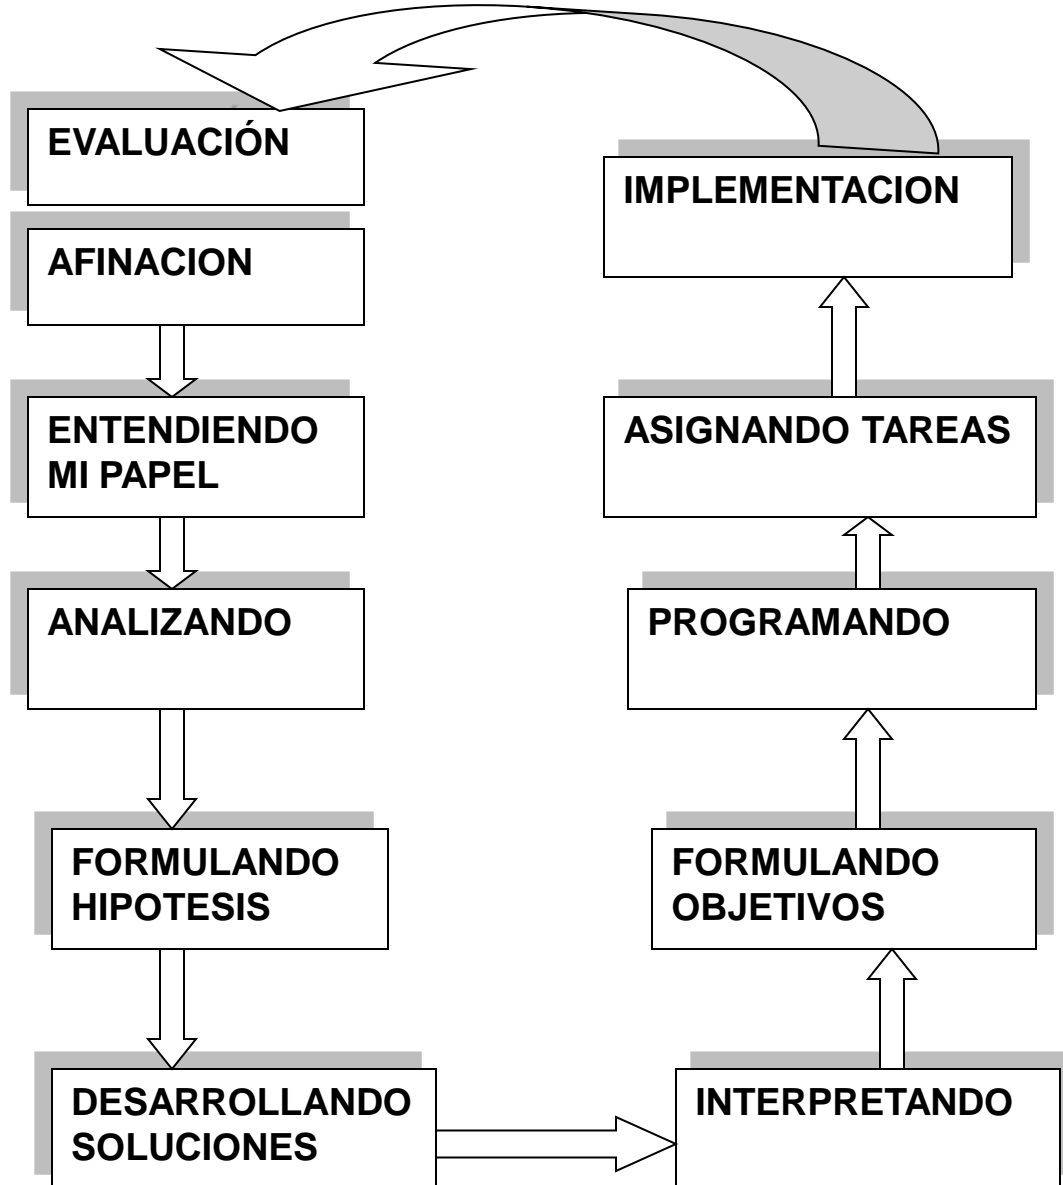 EVALUACIÓN
AFINACION
ENTENDIENDO
MI PAPEL
ANALIZANDO
FORMULANDO
HIPOTESIS
DESARROLLANDO
SOLUCIONES
INTERPRETANDO
FORMULANDO
OBJETIVOS
PROGRAMANDO
ASIGNANDO TAREAS
IMPLEMENTACION